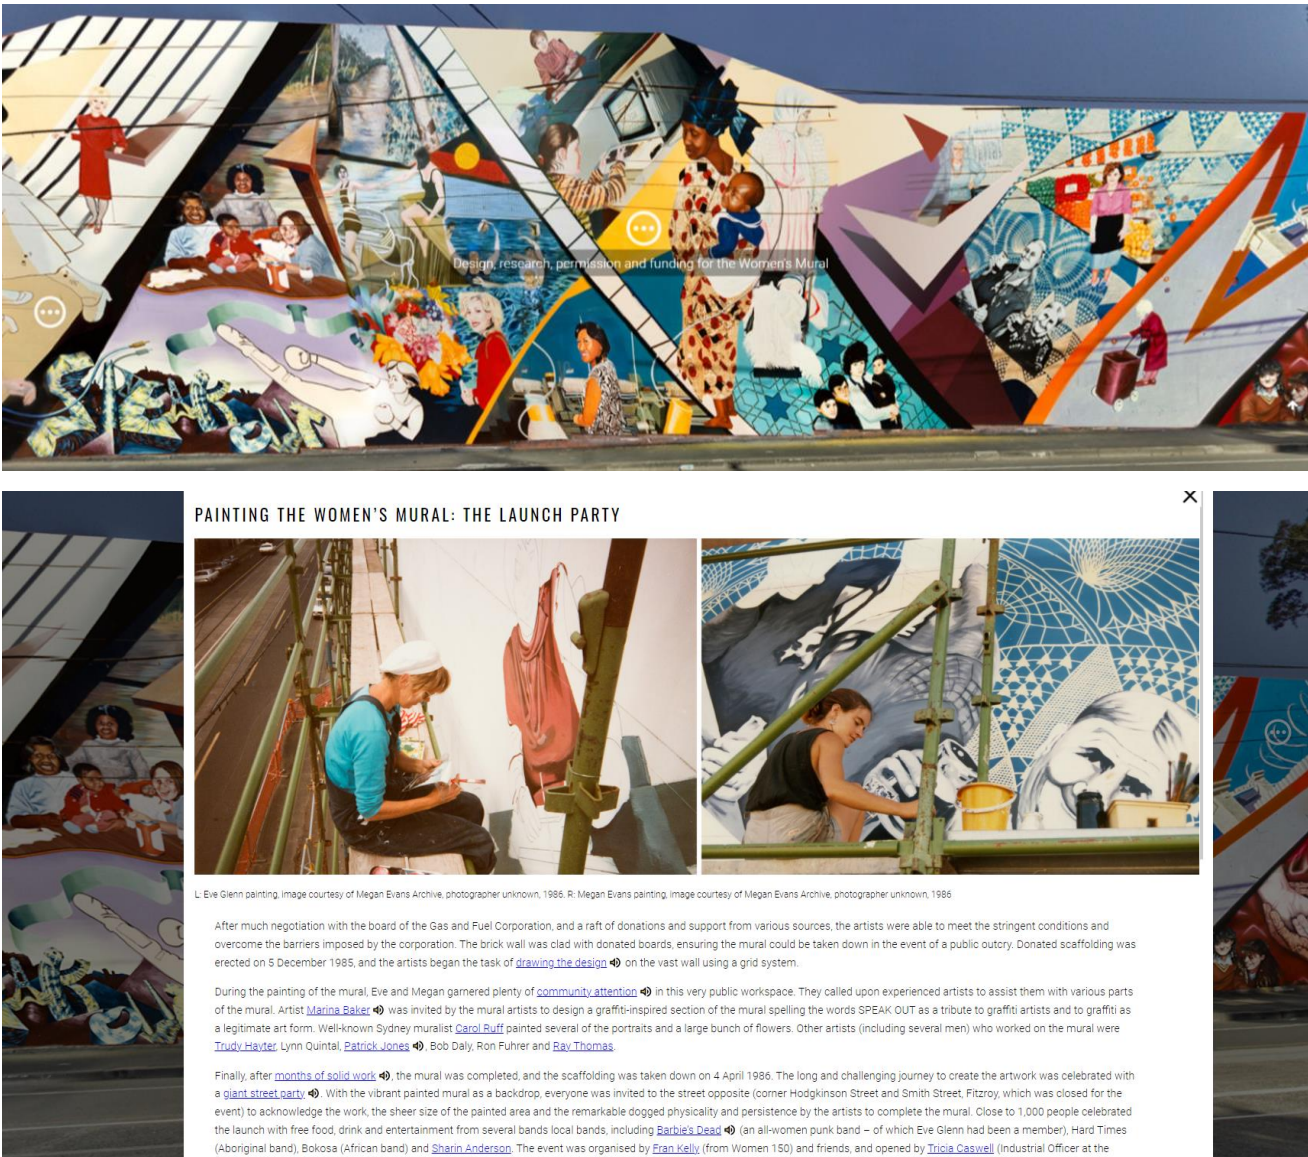 Design, research, permission and funding for the Women's Mural
SPEAK OUT
PAINTING THE WOMEN'S MURAL: THE LAUNCH PARTY
L: Eve Glenn painting, image courtesy of Megan Evans Archive, photographer unknown, 1986. R: Megan Evans painting, image courtesy of Megan Evans Archive, photographer unknown, 1986
After much negotiation with the board of the Gas and Fuel Corporation, and a raft of donations and support from various sources, the artists were able to meet the stringent conditions and
overcome the barriers imposed by the corporation. The brick wall was clad with donated boards, ensuring the mural could be taken down in the event of a public outcry. Donated scaffolding was
erected on 5 December 1985, and the artists began the task of drawing the design on the vast wall using a grid system.
During the painting of the mural, Eve and Megan garnered plenty of community attention in this very public workspace. They called upon experienced artists to assist them with various parts
of the mural. Artist Marina Baker was invited by the mural artists to design a graffiti-inspired section of the mural spelling the words SPEAK OUT as a tribute to graffiti artists and to graffiti as
a legitimate art form. Well-known Sydney muralist Carol Ruff painted several of the portraits and a large bunch of flowers. Other artists (including several men) who worked on the mural were
Trudy Hayter, Lynn Quintal, Patrick Jones, Bob Daly, Ron Fuhrer and Ray Thomas.
Finally, after months of solid work, the mural was completed, and the scaffolding was taken down on 4 April 1986. The long and challenging journey to create the artwork was celebrated with
a giant street party. With the vibrant painted mural as a backdrop, everyone was invited to the street opposite (corner Hodgkinson Street and Smith Street, Fitzroy, which was closed for the
event) to acknowledge the work, the sheer size of the painted area and the remarkable dogged physicality and persistence by the artists to complete the mural. Close to 1,000 people celebrated
the launch with free food, drink and entertainment from several bands local bands, including Barbie's Dead (an all-women punk band – of which Eve Glenn had been a member), Hard Times
(Aboriginal band), Bokosa (African band) and Sharin Anderson. The event was organised by Fran Kelly (from Women 150) and friends, and opened by Tricia Caswell (Industrial Officer at the